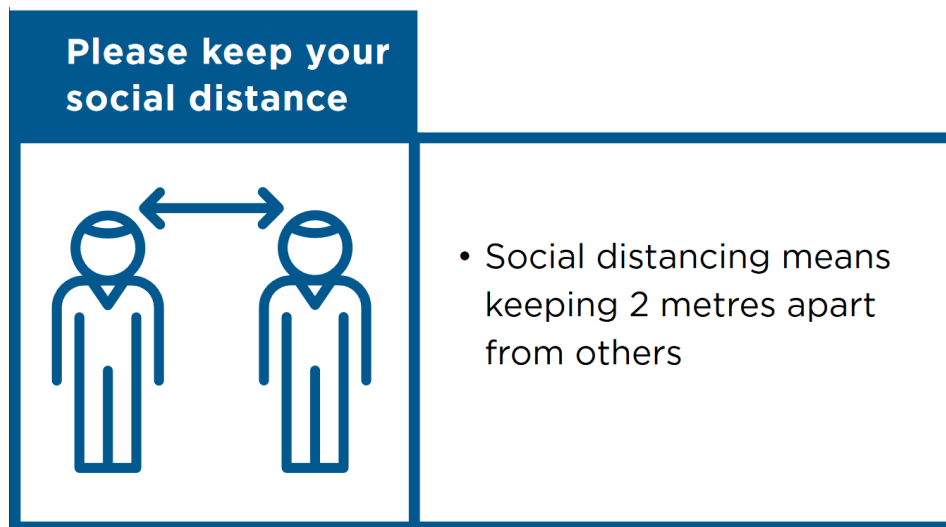 Please keep your
social distance
• Social distancing means
keeping 2 metres apart
from others